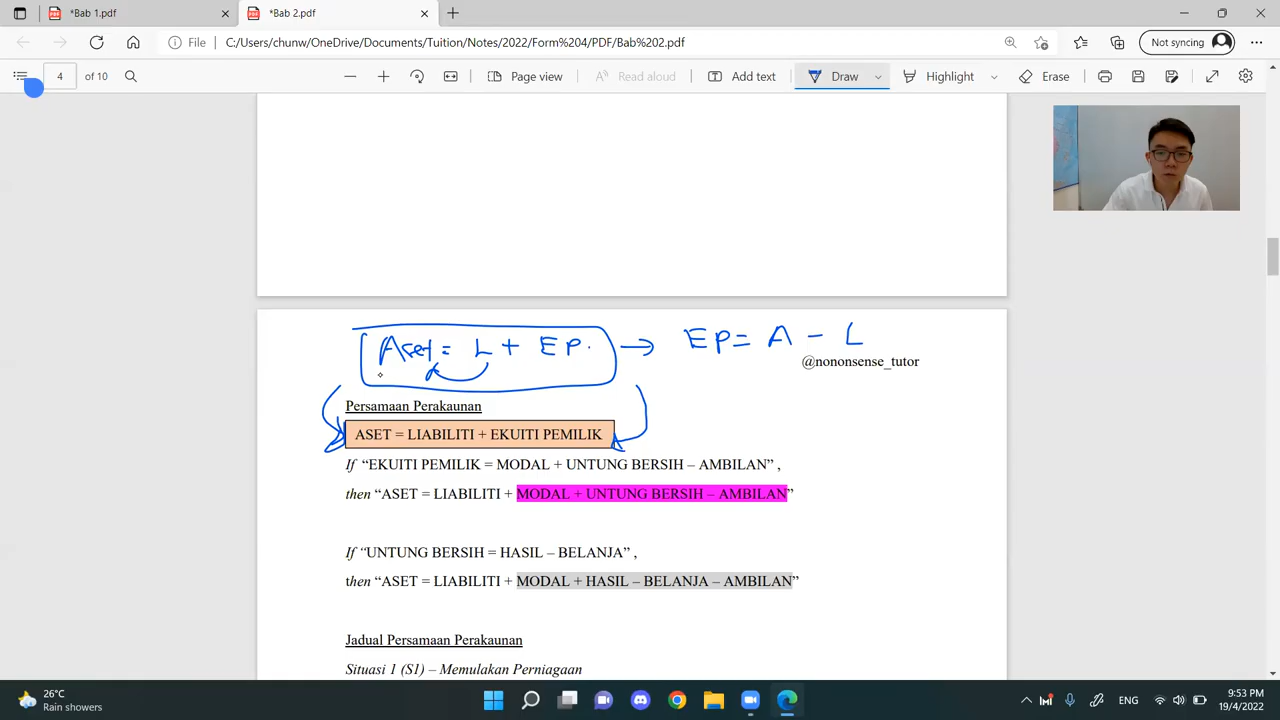 *Bab 1.pdf
*Bab 2.pdf
File C:/Users/chunw/OneDrive/Documents/Tuition/Notes/2022/Form%204/PDF/Bab%202.pdf
Not syncing
4 of 10
Page view
Read aloud
Add text
Draw
Highlight
Erase
Aset = L + EP. → EP = A - L
@nononsense_tutor
Persamaan Perakaunan
ASET = LIABILITI + EKUITI PEMILIK
If “EKUITI PEMILIK = MODAL + UNTUNG BERSIH – AMBILAN” ,
then “ASET = LIABILITI + MODAL + UNTUNG BERSIH – AMBILAN”
If “UNTUNG BERSIH = HASIL – BELANJA” ,
then “ASET = LIABILITI + MODAL + HASIL – BELANJA – AMBILAN”
Jadual Persamaan Perakaunan
Situasi 1 (S1) – Memulakan Perniagaan
26°C
Rain showers
ENG
9:53 PM
19/4/2022